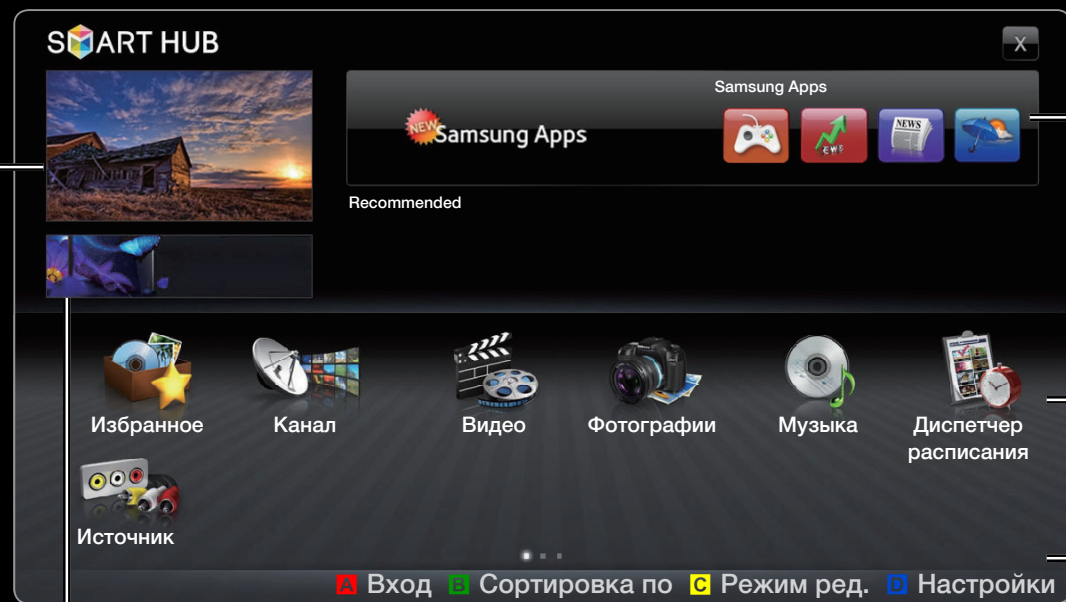 SMART HUB
X
Samsung Apps
NEW
Samsung Apps
NEWS
Recommended
Избранное
Канал
Видео
Фотографии
Музыка
Диспетчер
расписания
Источник
A Вход B Сортировка по C Режим ред. D Настройки